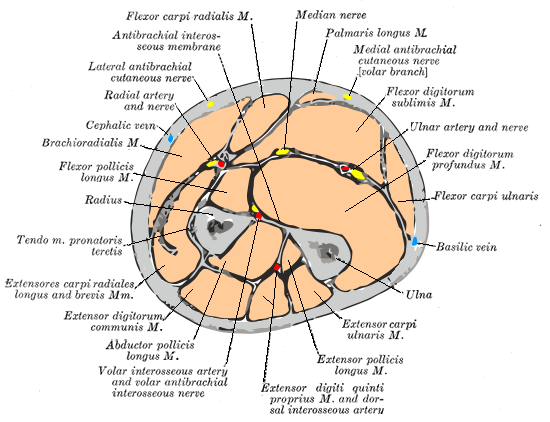 Flexor carpi radialis M.
Median nerve
Antibrachial interos-
seous membrane
Palmaris longus M.
Medial antibrachial
cutaneous nerve
[volar branch]
Lateral antibrachial
cutaneous nerve
Radial artery
and nerve
Flexor digitorum
sublimis M.
Cephalic vein
Ulnar artery and nerve
Brachioradialis M
Flexor digitorum
profundus M.
Flexor pollicis
longus M.
Radius
Flexor carpi ulnaris
Tendo m. pronatoris
teretis
Basilic vein
Extensores carpi radiales,
longus and brevis Mm.
Ulna
Extensor digitorum
communis M.
Extensor carpi
ulnaris M.
Abductor pollicis
longus M.
Extensor pollicis
longus M.
Volar interosseous artery
and volar antibrachial
interosseous nerve
Extensor digiti quinti
proprius M. and dor-
sal interosseous artery